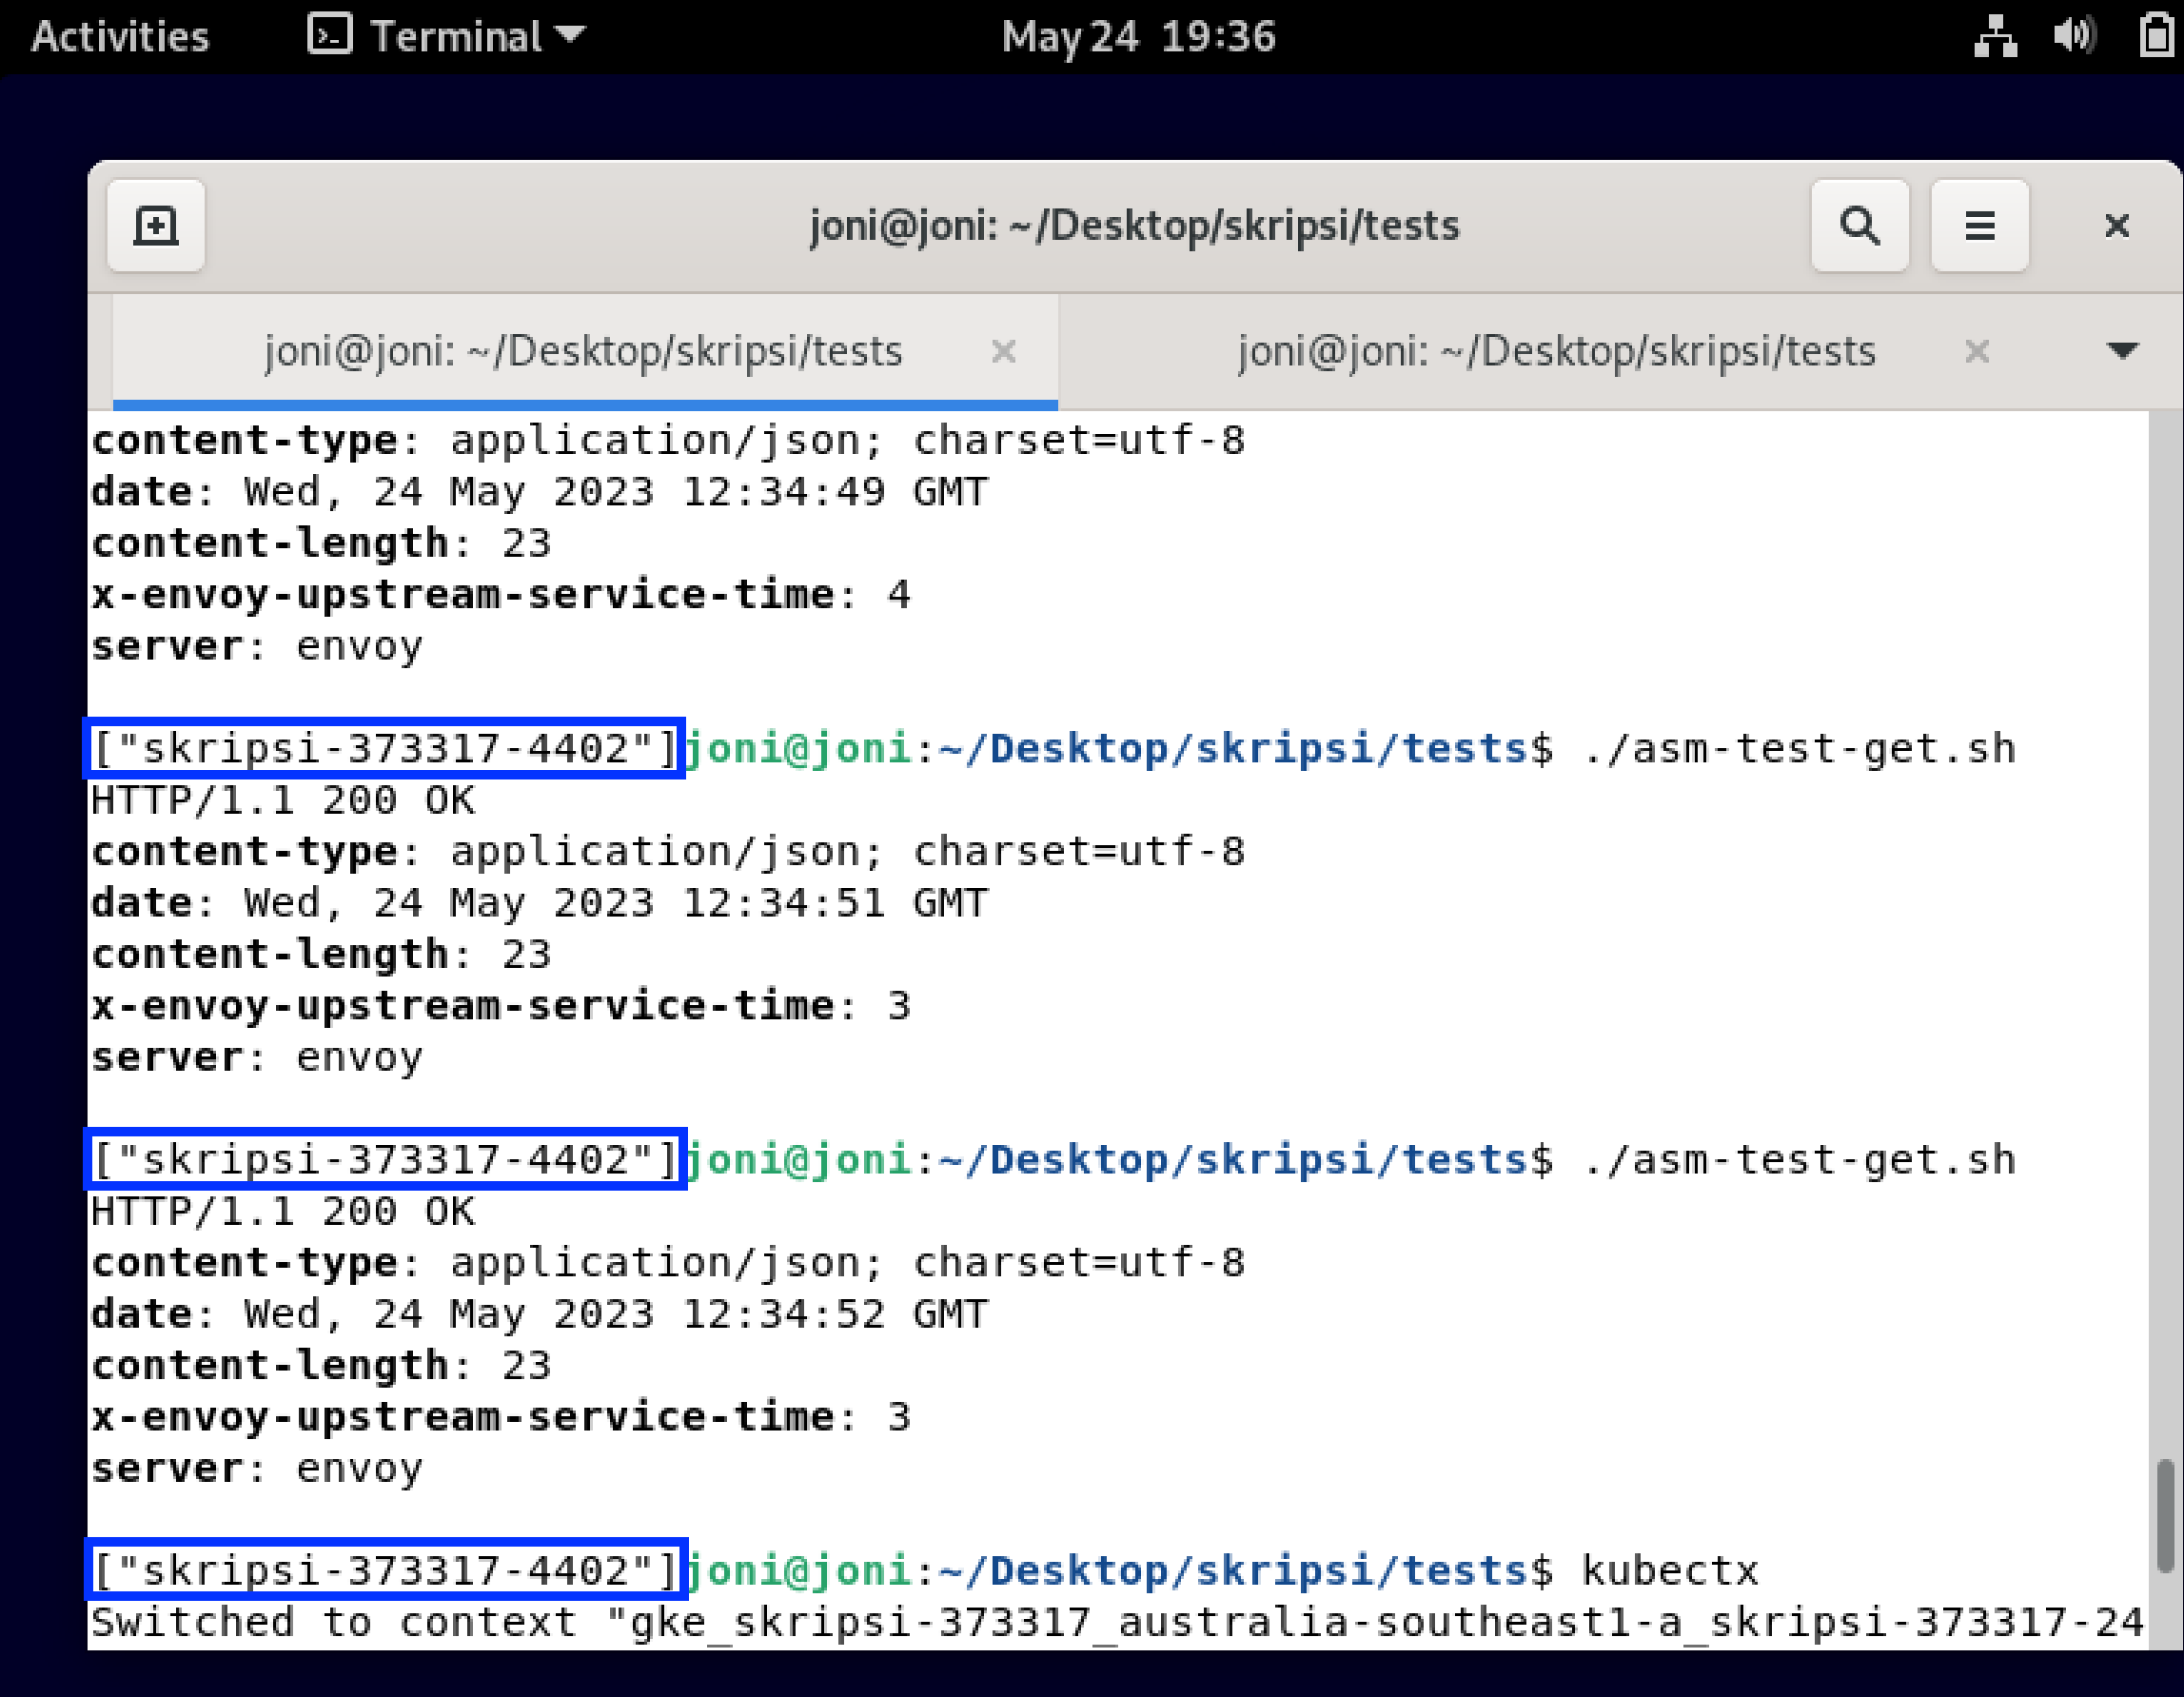 Activities Terminal May 24 19:36
joni@joni: ~/Desktop/skripsi/tests
joni@joni: ~/Desktop/skripsi/tests joni@joni: ~/Desktop/skripsi/tests
content-type: application/json; charset=utf-8
date: Wed, 24 May 2023 12:34:49 GMT
content-length: 23
x-envoy-upstream-service-time: 4
server: envoy
["skripsi-373317-4402"]joni@joni:~/Desktop/skripsi/tests$ ./asm-test-get.sh
HTTP/1.1 200 OK
content-type: application/json; charset=utf-8
date: Wed, 24 May 2023 12:34:51 GMT
content-length: 23
x-envoy-upstream-service-time: 3
server: envoy
["skripsi-373317-4402"]joni@joni:~/Desktop/skripsi/tests$ ./asm-test-get.sh
HTTP/1.1 200 OK
content-type: application/json; charset=utf-8
date: Wed, 24 May 2023 12:34:52 GMT
content-length: 23
x-envoy-upstream-service-time: 3
server: envoy
["skripsi-373317-4402"]joni@joni:~/Desktop/skripsi/tests$ kubectx
Switched to context "gke_skripsi-373317_australia-southeast1-a_skripsi-373317-24